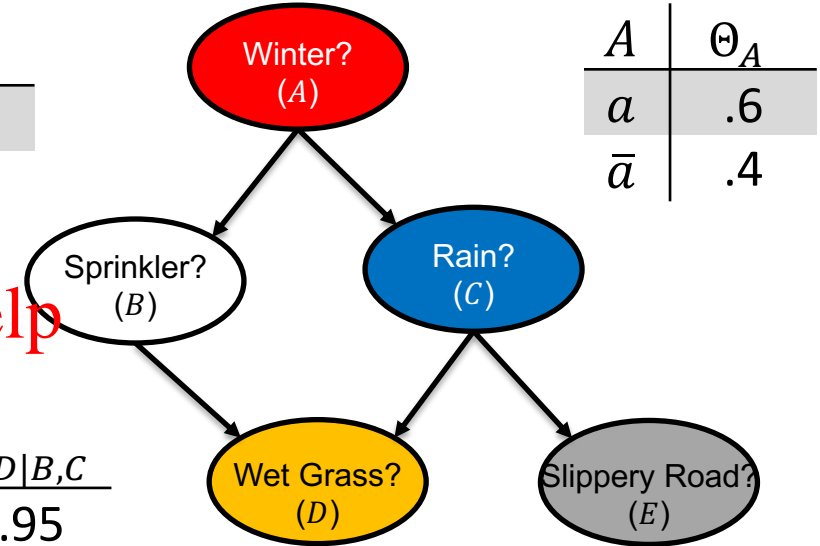 Winter?
(A)
A Θ_A
a .6
ā .4
Sprinkler?
(B)
Rain?
(C)
elp
D|B,C
.95
Wet Grass?
(D)
Slippery Road?
(E)